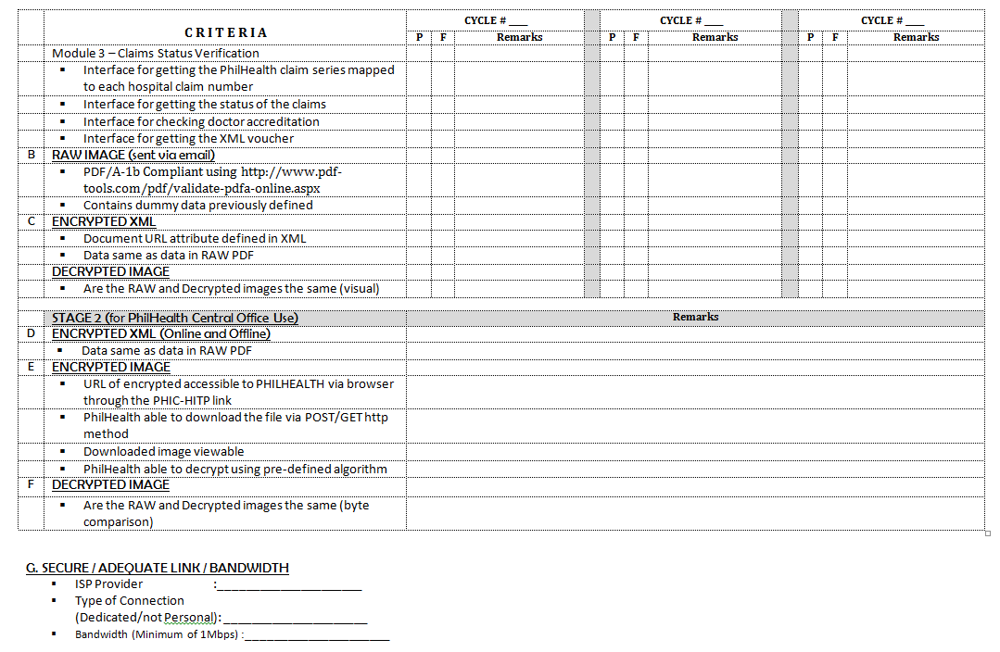 CYCLE # ___ CYCLE # ___ CYCLE # ___
CRITERIA
P F Remarks P F Remarks P F Remarks
Module 3 – Claims Status Verification
▪ Interface for getting the PhilHealth claim series mapped
to each hospital claim number
▪ Interface for getting the status of the claims
▪ Interface for checking doctor accreditation
▪ Interface for getting the XML voucher
B RAW IMAGE (sent via email)
▪ PDF/A-1b Compliant using http://www.pdf-
tools.com/pdf/validate-pdfa-online.aspx
▪ Contains dummy data previously defined
C ENCRYPTED XML
▪ Document URL attribute defined in XML
▪ Data same as data in RAW PDF
DECRYPTED IMAGE
▪ Are the RAW and Decrypted images the same (visual)
STAGE 2 (for PhilHealth Central Office Use) Remarks
D ENCRYPTED XML (Online and Offline)
▪ Data same as data in RAW PDF
E ENCRYPTED IMAGE
▪ URL of encrypted accessible to PHILHEALTH via browser
through the PHIC-HITP link
▪ PhilHealth able to download the file via POST/GET http
method
▪ Downloaded image viewable
▪ PhilHealth able to decrypt using pre-defined algorithm
F DECRYPTED IMAGE
▪ Are the RAW and Decrypted images the same (byte
comparison)
G. SECURE / ADEQUATE LINK / BANDWIDTH
▪ ISP Provider :______________________
▪ Type of Connection
(Dedicated/not Personal): ______________________
▪ Bandwidth (Minimum of 1Mbps) :______________________